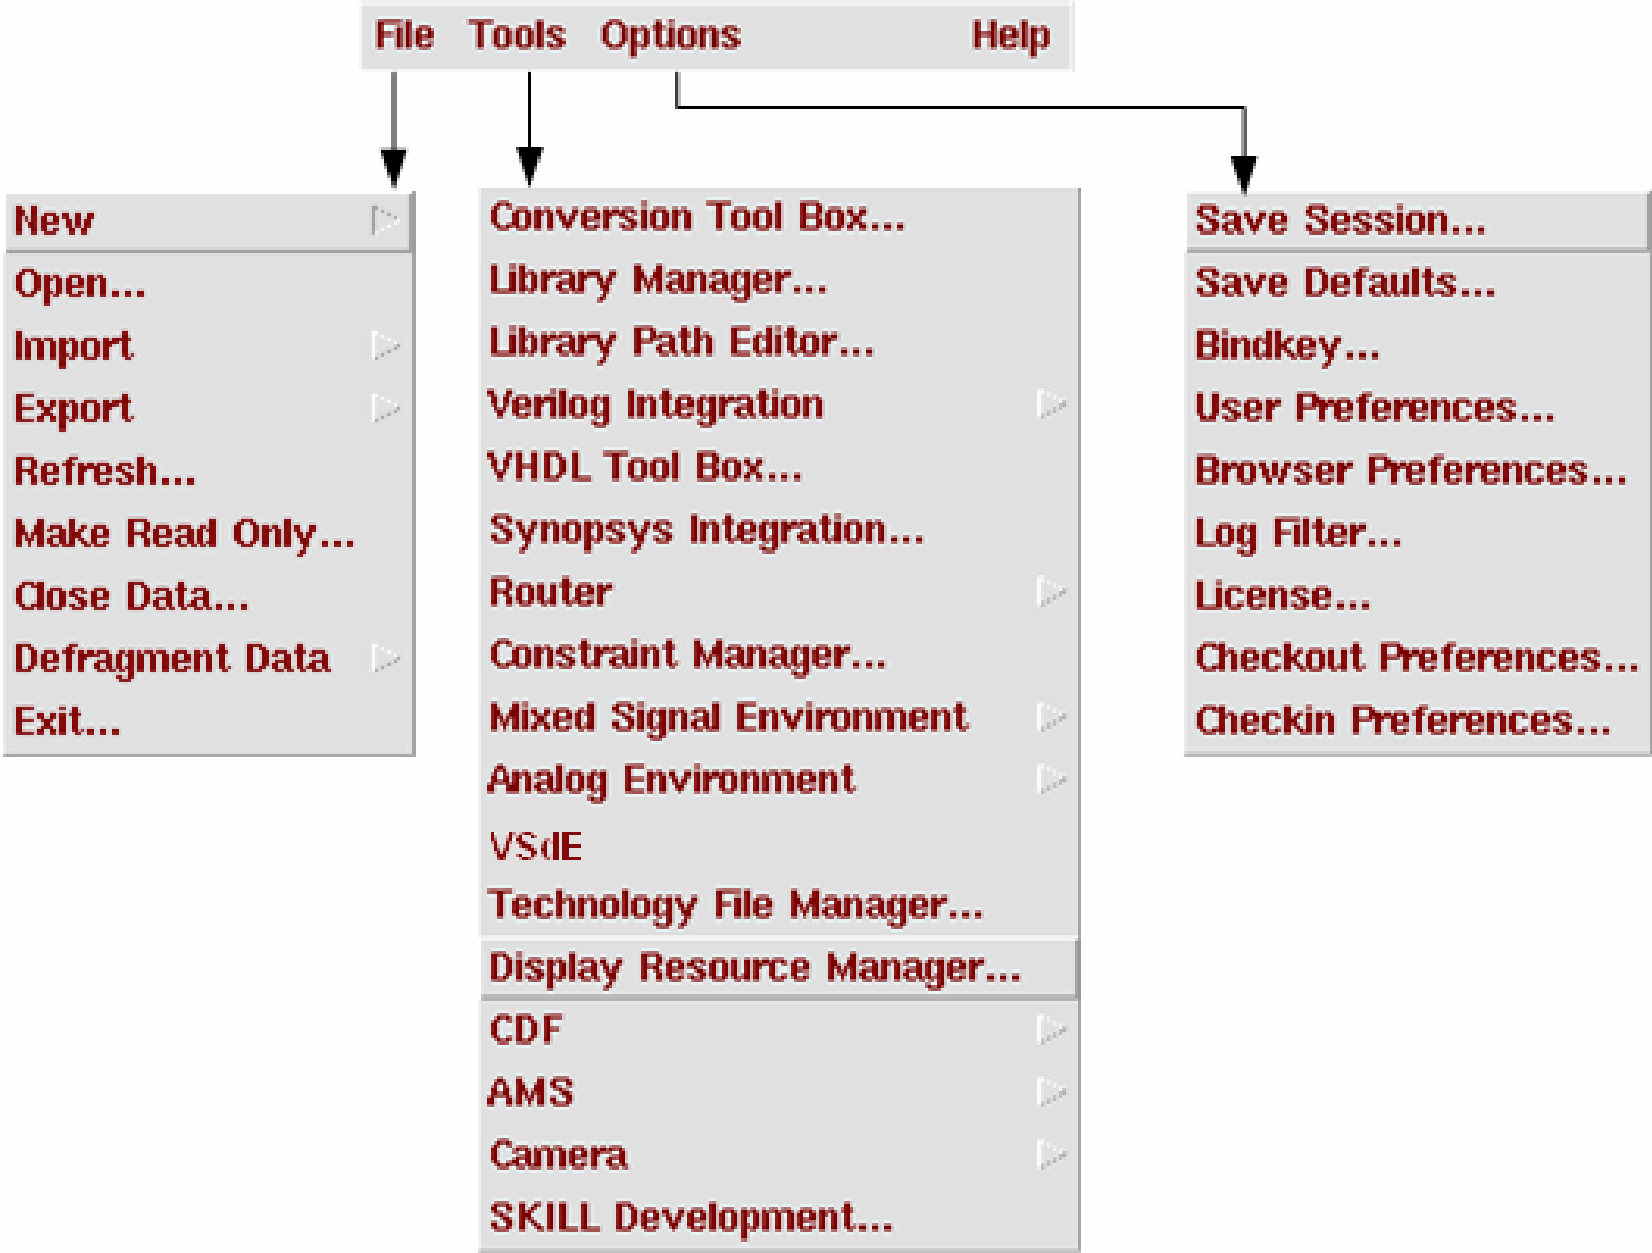 File Tools Options Help
New
Open...
Import
Export
Refresh...
Make Read Only...
Close Data...
Defragment Data
Exit...
Conversion Tool Box...
Library Manager...
Library Path Editor...
Verilog Integration
VHDL Tool Box...
Synopsys Integration...
Router
Constraint Manager...
Mixed Signal Environment
Analog Environment
VSdE
Technology File Manager...
Display Resource Manager...
CDF
AMS
Camera
SKILL Development...
Save Session...
Save Defaults...
Bindkey...
User Preferences...
Browser Preferences...
Log Filter...
License...
Checkout Preferences...
Checkin Preferences...